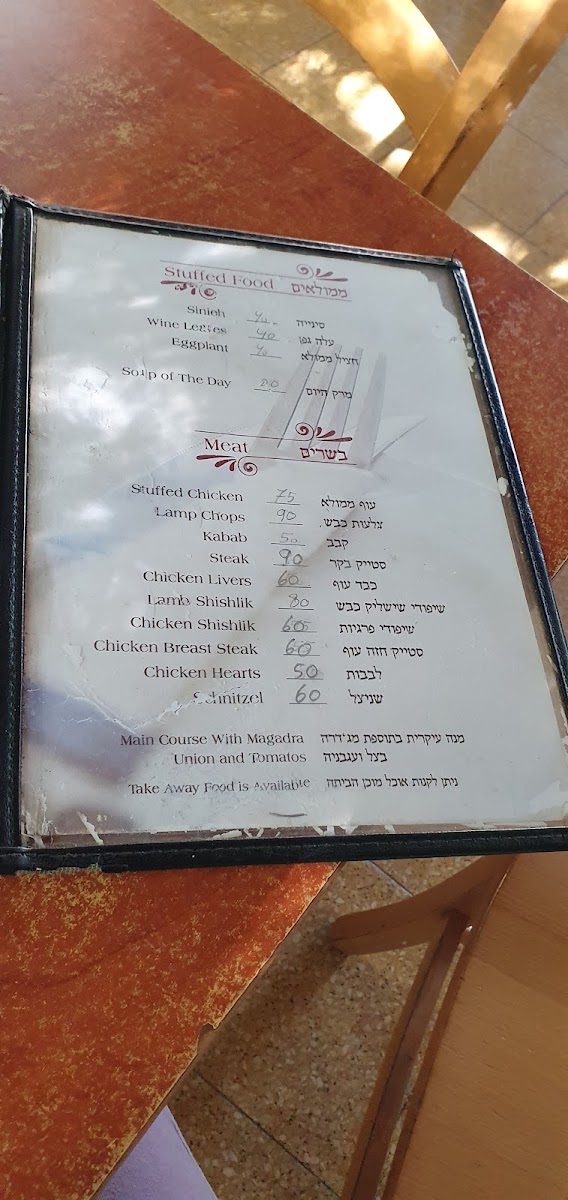 Stuffed Food ממולאים
Sinieh סינייה
Wine Leaves 40 עלה גפן
Eggplant חציל ממולא
Soup of The Day 20 מרק היום
Meat בשרים
Stuffed Chicken 75 עוף ממולא
Lamp Chops 90 צלעות כבש
Kabab 50 קבב
Steak 90 סטייק בקר
Chicken Livers 60 כבד עוף
Lamb Shishlik 80 שיפודי שישליק כבש
Chicken Shishlik 60 שיפודי פרגיות
Chicken Breast Steak 60 סטייק חזה עוף
Chicken Hearts 50 לבבות
Schnitzel 60 שניצל
Main Course With Magadra מנה עיקרית בתוספת מג׳דרה
Union and Tomatos בצל ועגבניה
Take Away Food is Available ניתן לקנות אוכל מוכן הביתה